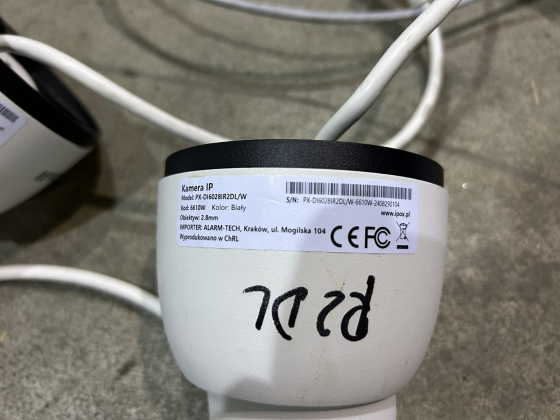 Kamera IP
Model: PX-DI6028IR2DL/W
Kod: 6610W Kolor: Biały
Obiektyw: 2.8mm
IMPORTER: ALARM-TECH, Kraków, ul. Mogilska 104
Wyprodukowano w ChRL
S/N: PX-DI6028IR2DL/W-6610W-2408290104
www.ipox.pl
CE FC